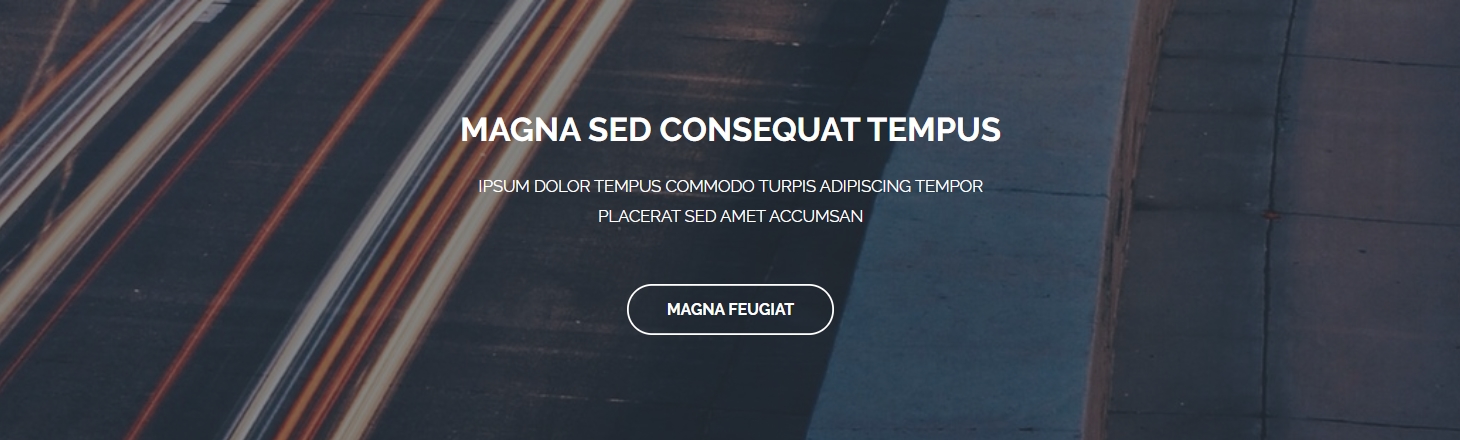 MAGNA SED CONSEQUAT TEMPUS
IPSUM DOLOR TEMPUS COMMODO TURPIS ADIPISCING TEMPOR
PLACERAT SED AMET ACCUMSAN
MAGNA FEUGIAT